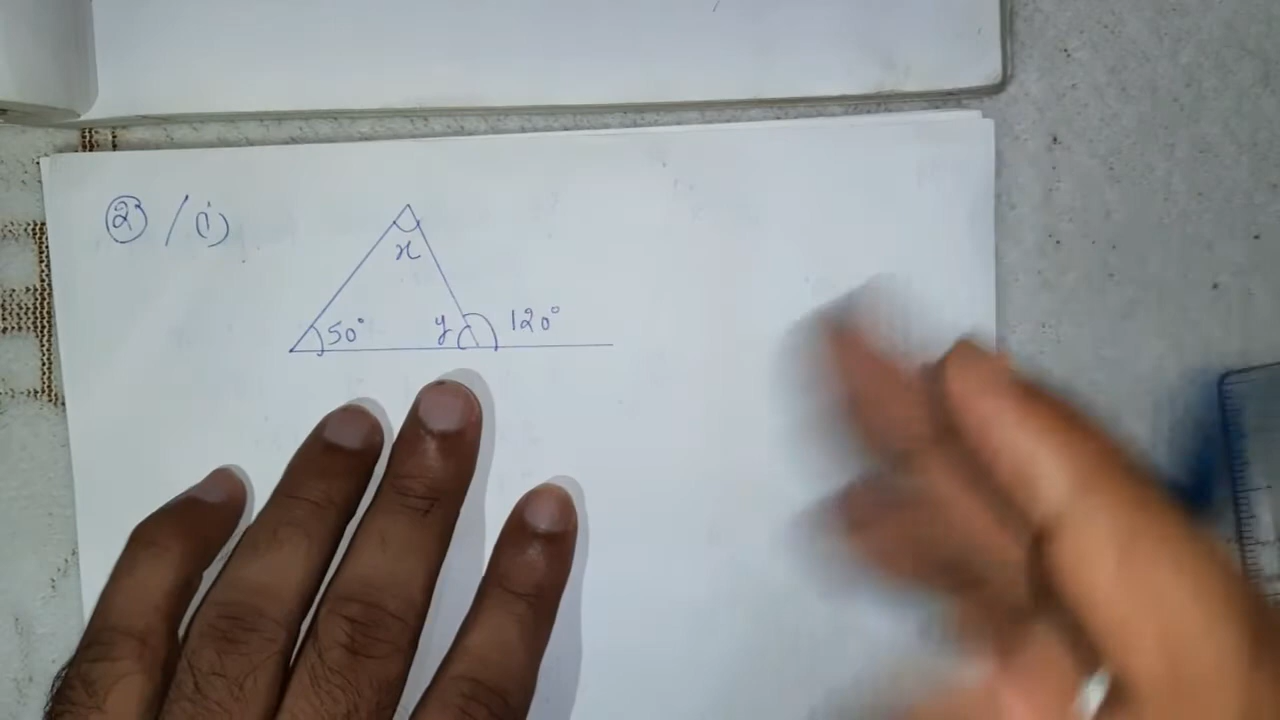 ② / (i)
x
50° y 120°